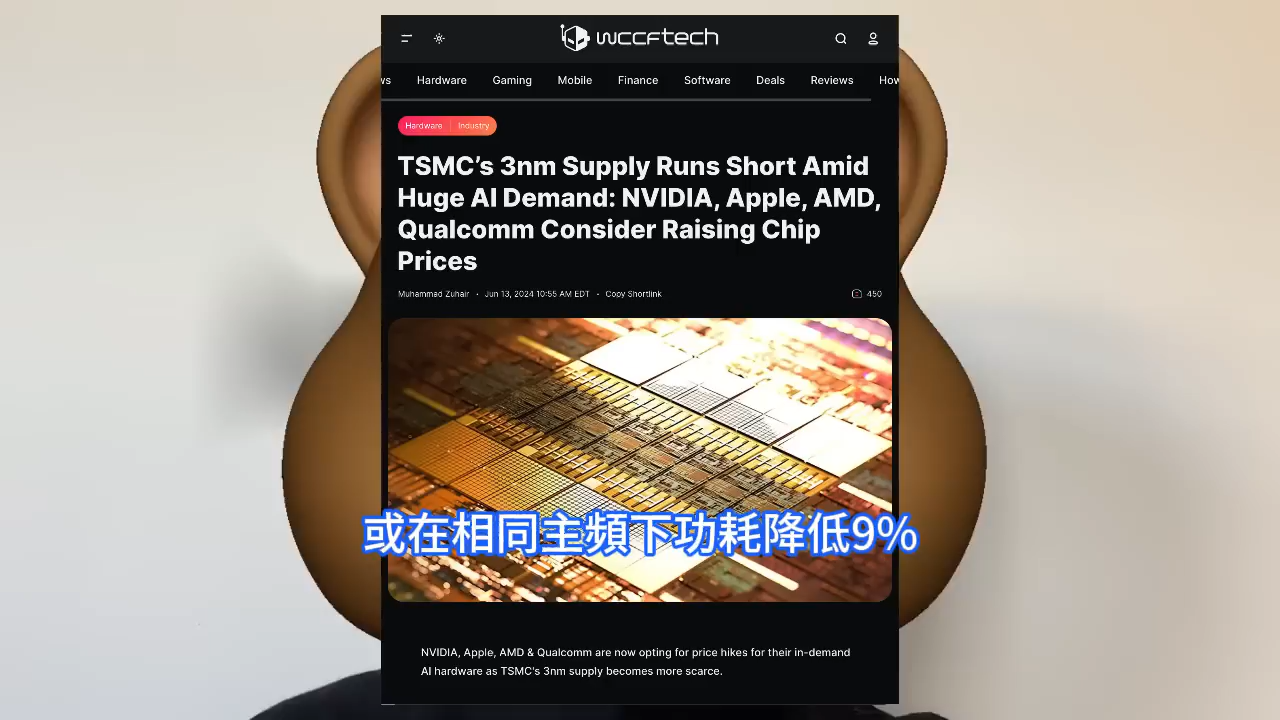 wccftech
ws Hardware Gaming Mobile Finance Software Deals Reviews How
Hardware Industry
TSMC’s 3nm Supply Runs Short Amid
Huge AI Demand: NVIDIA, Apple, AMD,
Qualcomm Consider Raising Chip
Prices
Muhammad Zuhair • Jun 13, 2024 10:55 AM EDT • Copy Shortlink 450
或在相同主頻下功耗降低9%
NVIDIA, Apple, AMD & Qualcomm are now opting for price hikes for their in-demand
AI hardware as TSMC's 3nm supply becomes more scarce.